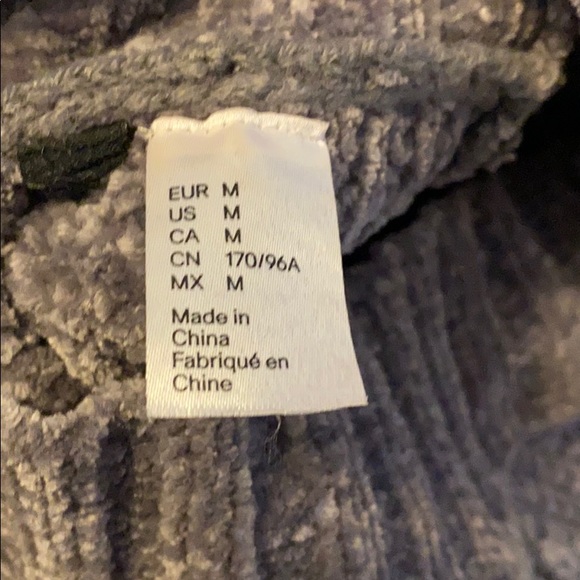 EUR M
US M
CA M
CN 170/96A
MX M
Made in
China
Fabriqué en
Chine